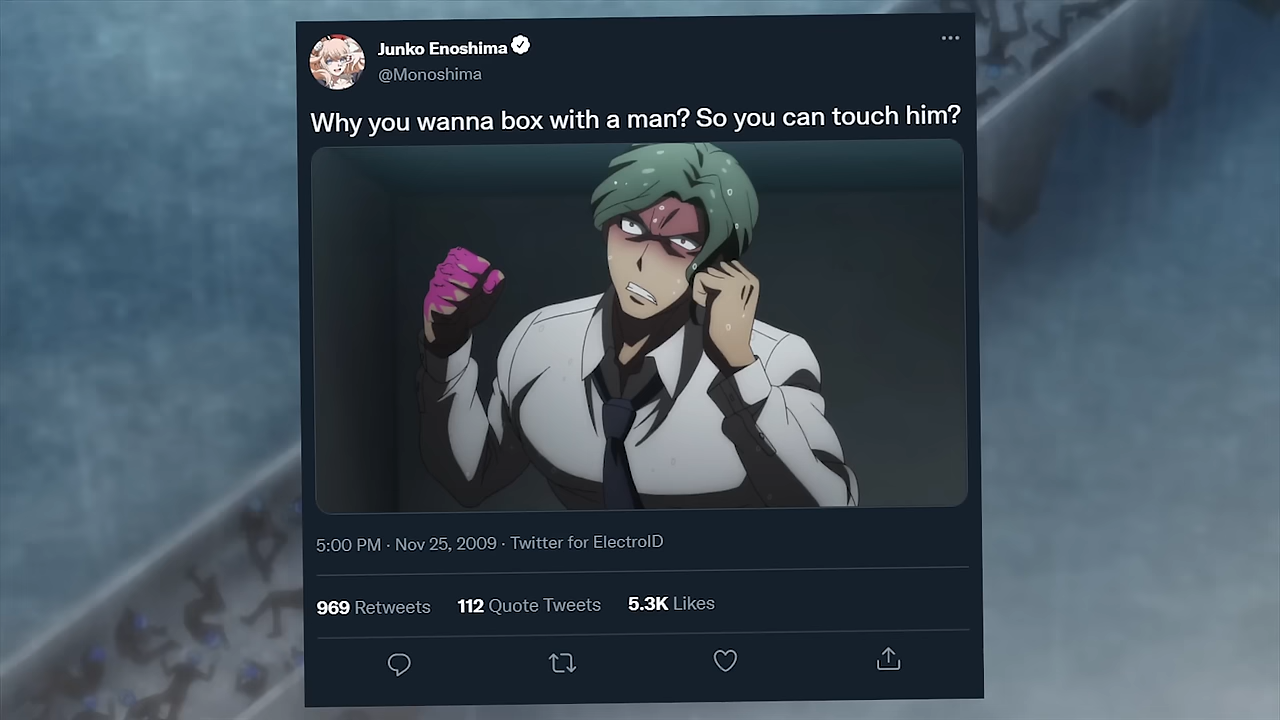 Junko Enoshima
@Monoshima
Why you wanna box with a man? So you can touch him?
5:00 PM · Nov 25, 2009 · Twitter for ElectroID
969 Retweets 112 Quote Tweets 5.3K Likes